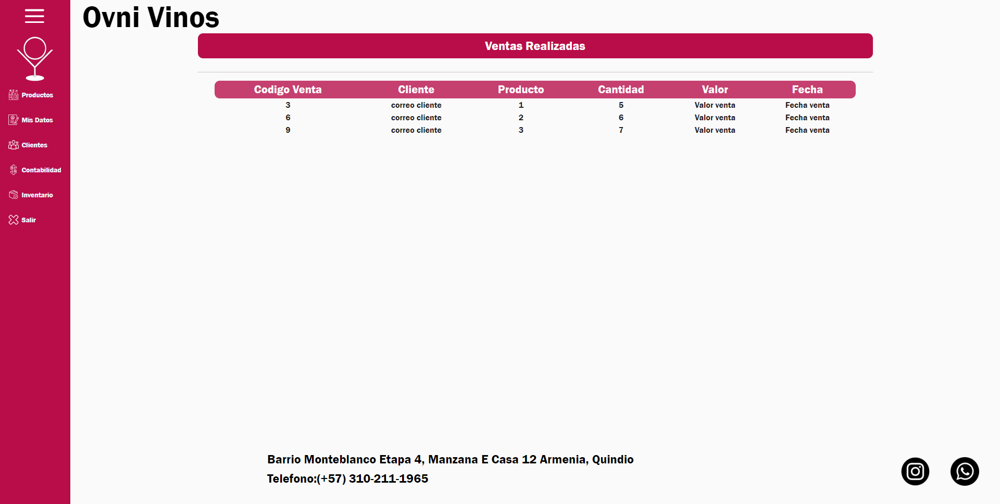 Ovni Vinos
Ventas Realizadas
Productos
Mis Datos
Clientes
Contabilidad
Inventario
Salir
Codigo Venta Cliente Producto Cantidad Valor Fecha
3 correo cliente 1 5 Valor venta Fecha venta
6 correo cliente 2 6 Valor venta Fecha venta
9 correo cliente 3 7 Valor venta Fecha venta
Barrio Monteblanco Etapa 4, Manzana E Casa 12 Armenia, Quindio
Telefono:(+57) 310-211-1965